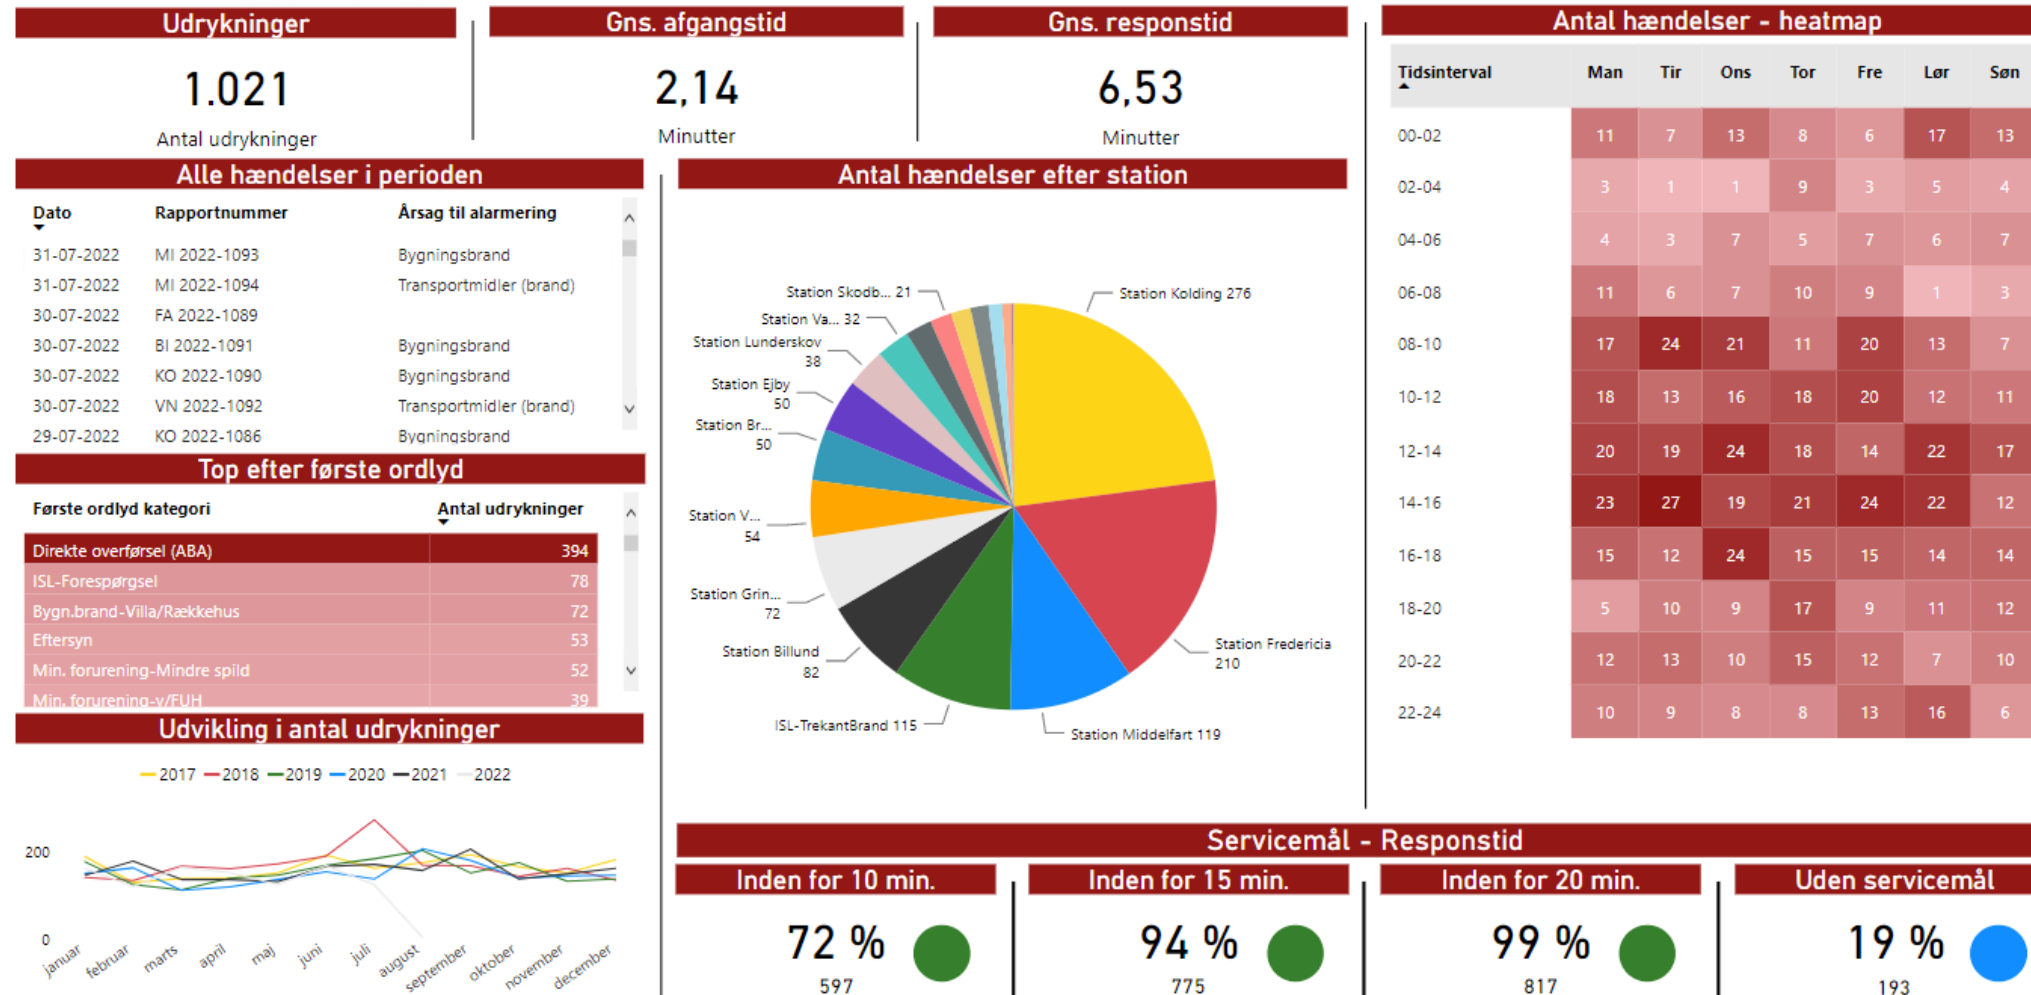 Udrykninger
1.021
Antal udrykninger
Gns. afgangstid
2,14
Minutter
Gns. responstid
6,53
Minutter
Antal hændelser - heatmap
Tidsinterval Man Tir Ons Tor Fre Lør Søn
00-02 11 7 13 8 6 17 13
02-04 3 1 1 9 3 5 4
04-06 4 3 7 5 7 6 7
06-08 11 6 7 10 9 1 3
08-10 17 24 21 11 20 13 7
10-12 18 13 16 18 20 12 11
12-14 20 19 24 18 14 22 17
14-16 23 27 19 21 24 22 12
16-18 15 12 24 15 15 14 14
18-20 5 10 9 17 9 11 12
20-22 12 13 10 15 12 7 10
22-24 10 9 8 8 13 16 6
Alle hændelser i perioden
Dato Rapportnummer Årsag til alarmering
31-07-2022 MI 2022-1093 Bygningsbrand
31-07-2022 MI 2022-1094 Transportmidler (brand)
30-07-2022 FA 2022-1089
30-07-2022 BI 2022-1091 Bygningsbrand
30-07-2022 KO 2022-1090 Bygningsbrand
30-07-2022 VN 2022-1092 Transportmidler (brand)
29-07-2022 KO 2022-1086 Bygningsbrand
Top efter første ordlyd
Første ordlyd kategori Antal udrykninger
Direkte overførsel (ABA) 394
ISL-Forespørgsel 78
Bygn.brand-Villa/Rækkehus 72
Eftersyn 53
Min. forurening-Mindre spild 52
Min. forurening-v/FUH 39
Udvikling i antal udrykninger
2017 2018 2019 2020 2021 2022
200
0
januar februar marts april maj juni juli august september oktober november december
Antal hændelser efter station
Station Kolding 276
Station Fredericia
210
Station Middelfart 119
ISL-TrekantBrand 115
Station Billund
82
Station Grin...
72
Station V...
54
Station Br...
50
Station Ejby
50
Station Lunderskov
38
Station Va... 32
Station Skodb... 21
Servicemål - Responstid
Inden for 10 min.
72 %
597
Inden for 15 min.
94 %
775
Inden for 20 min.
99 %
817
Uden servicemål
19 %
193